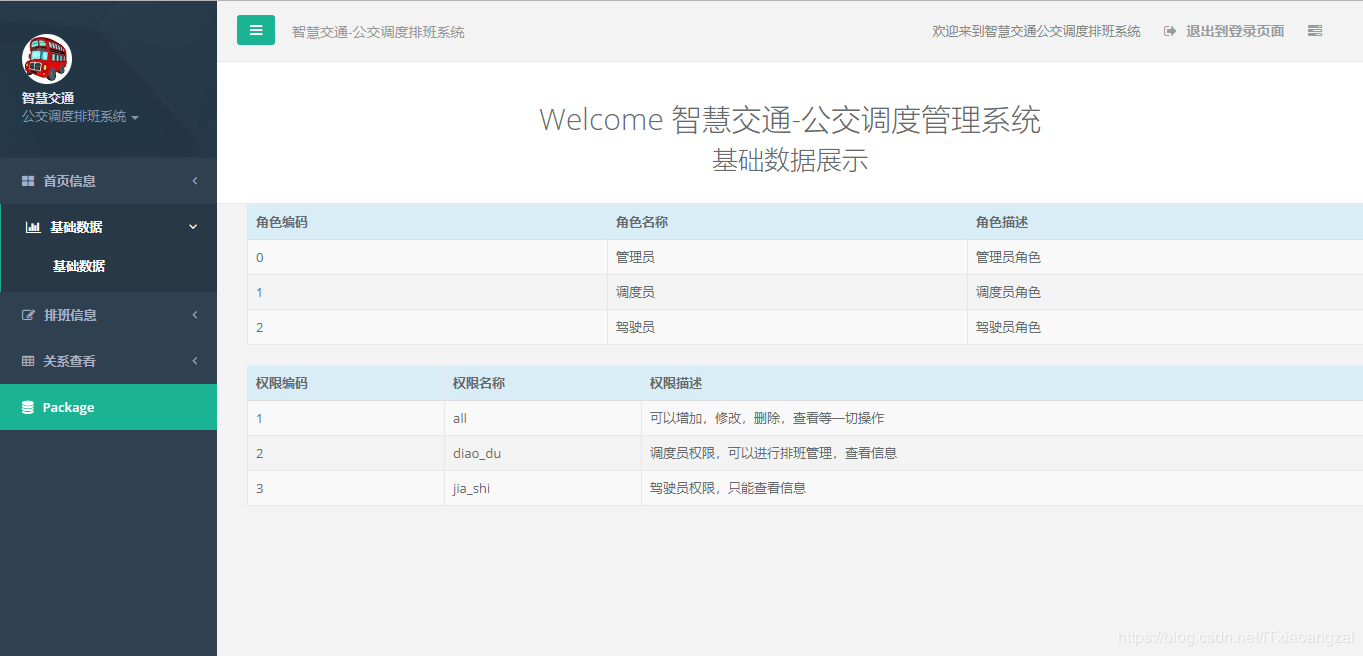 智慧交通
公交调度排班系统
首页信息
基础数据
基础数据
排班信息
关系查看
Package
智慧交通-公交调度排班系统
欢迎来到智慧交通公交调度排班系统
退出到登录页面
Welcome 智慧交通-公交调度管理系统
基础数据展示
角色编码 角色名称 角色描述
0 管理员 管理员角色
1 调度员 调度员角色
2 驾驶员 驾驶员角色
权限编码 权限名称 权限描述
1 all 可以增加，修改，删除，查看等一切操作
2 diao_du 调度员权限，可以进行排班管理，查看信息
3 jia_shi 驾驶员权限，只能查看信息
https://blog.csdn.net/ITxiaoangzai